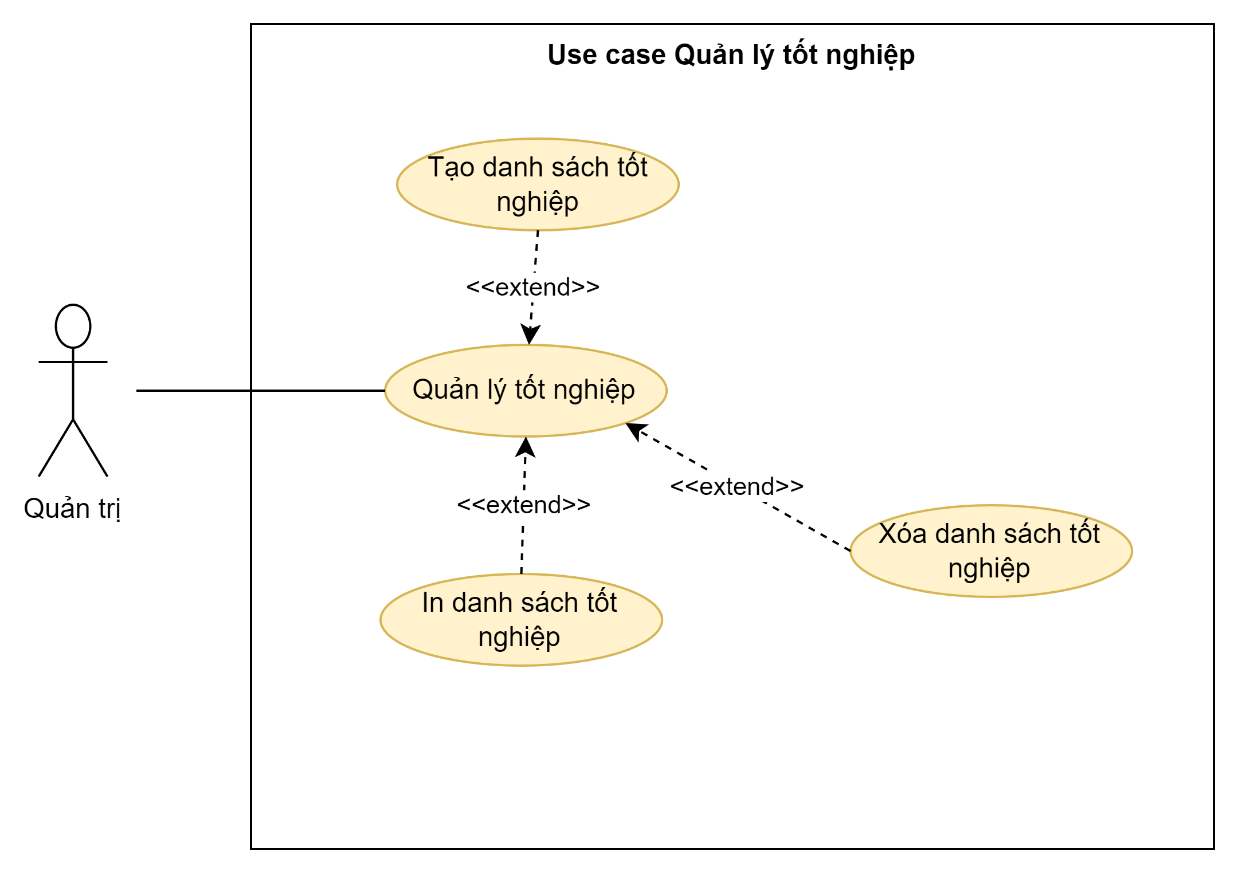 Use case Quản lý tốt nghiệp
Tạo danh sách tốt
nghiệp
<<extend>>
Quản lý tốt nghiệp
Quản trị
<<extend>>
<<extend>>
Xóa danh sách tốt
nghiệp
In danh sách tốt
nghiệp